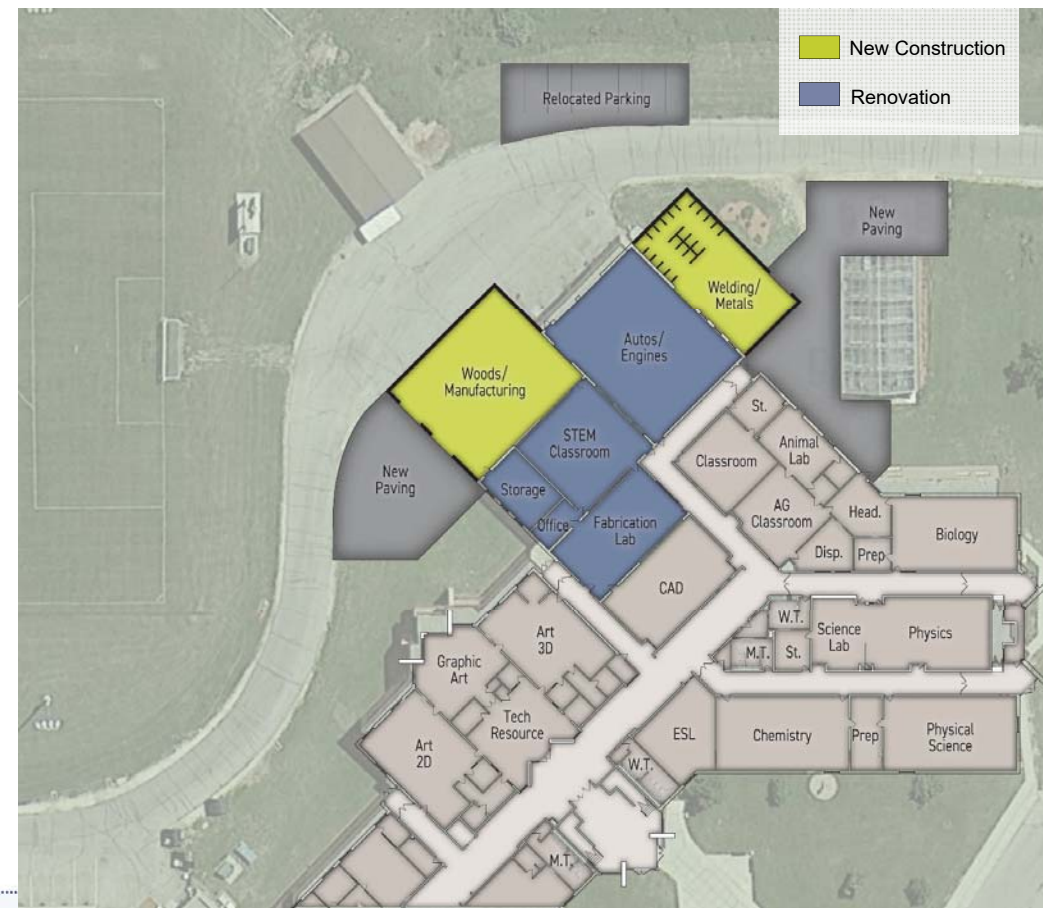 New Construction
Renovation
Relocated Parking
New
Paving
Welding/
Metals
Autos/
Engines
Woods/
Manufacturing
STEM
Classroom
Storage
Office
Fabrication
Lab
New
Paving
St.
Classroom
Animal
Lab
AG
Classroom
Head.
Disp.
Prep
Biology
CAD
W.T.
M.T.
St.
Science
Lab
Physics
Art
3D
Graphic
Art
Tech
Resource
Art
2D
ESL
Chemistry
Prep
Physical
Science
W.T.
M.T.